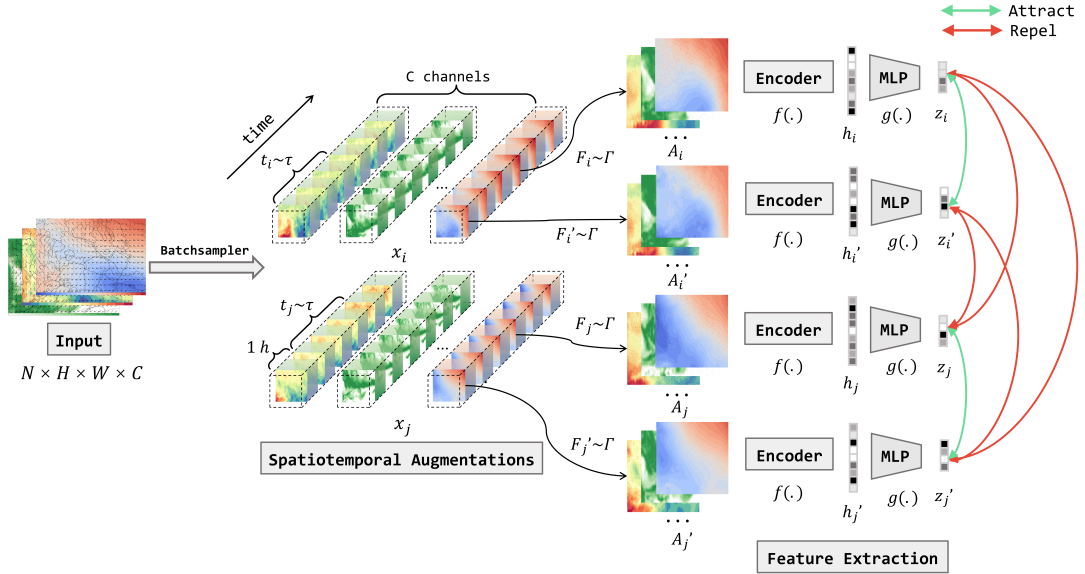 Attract
Repel
C channels
time
t_i~τ
...
x_i
F_i~Γ
F_i'~Γ
Batchsampler
Input
N × H × W × C
t_j~τ
1 h
...
x_j
F_j~Γ
F_j'~Γ
Spatiotemporal Augmentations
...
A_i
Encoder
f(.)
h_i
MLP
g(.)
z_i
...
A_i'
Encoder
f(.)
h_i'
MLP
g(.)
z_i'
...
A_j
Encoder
f(.)
h_j
MLP
g(.)
z_j
...
A_j'
Encoder
f(.)
h_j'
MLP
g(.)
z_j'
Feature Extraction